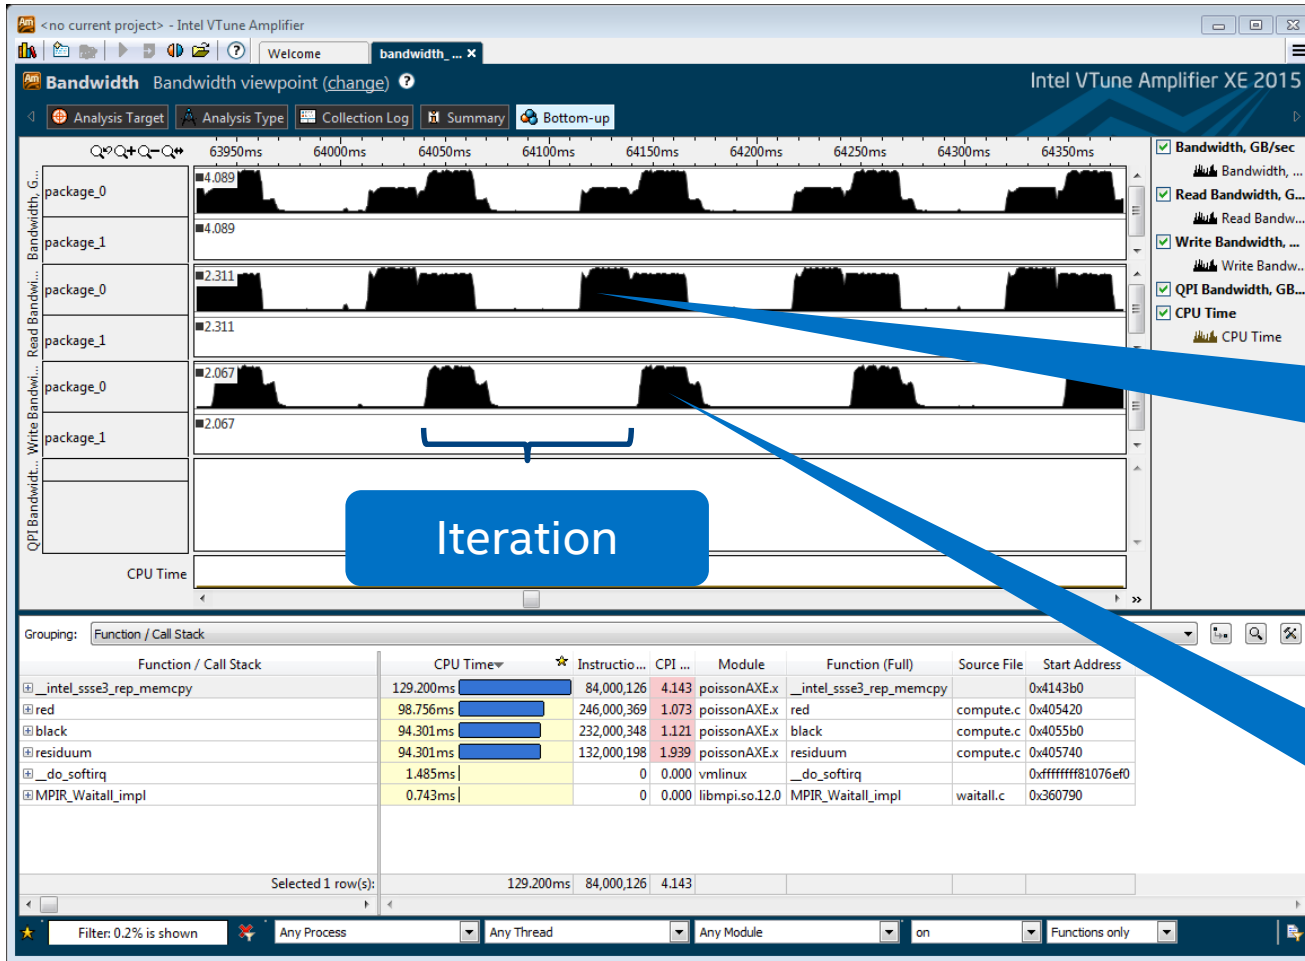 Am <no current project> - Intel VTune Amplifier
Welcome bandwidth_ ... ×
Am Bandwidth Bandwidth viewpoint (change) ? Intel VTune Amplifier XE 2015
Analysis Target Analysis Type Collection Log Summary Bottom-up
63950ms 64000ms 64050ms 64100ms 64150ms 64200ms 64250ms 64300ms 64350ms
Bandwidth, G...
package_0 4.089
package_1 4.089
Read Bandwi...
package_0 2.311
package_1 2.311
Write Bandwi...
package_0 2.067
package_1 2.067
QPI Bandwidt...
CPU Time
Iteration
Bandwidth, GB/sec
Bandwidth, ...
Read Bandwidth, G...
Read Bandw...
Write Bandwidth, ...
Write Bandw...
QPI Bandwidth, GB...
CPU Time
CPU Time
Grouping: Function / Call Stack
Function / Call Stack CPU Time Instructio... CPI ... Module Function (Full) Source File Start Address
__intel_ssse3_rep_memcpy 129.200ms 84,000,126 4.143 poissonAXE.x __intel_ssse3_rep_memcpy 0x4143b0
red 98.756ms 246,000,369 1.073 poissonAXE.x red compute.c 0x405420
black 94.301ms 232,000,348 1.121 poissonAXE.x black compute.c 0x4055b0
residuum 94.301ms 132,000,198 1.939 poissonAXE.x residuum compute.c 0x405740
__do_softirq 1.485ms 0 0.000 vmlinux __do_softirq 0xffffffff81076ef0
MPIR_Waitall_impl 0.743ms 0 0.000 libmpi.so.12.0 MPIR_Waitall_impl waitall.c 0x360790
Selected 1 row(s): 129.200ms 84,000,126 4.143
Filter: 0.2% is shown Any Process Any Thread Any Module on Functions only